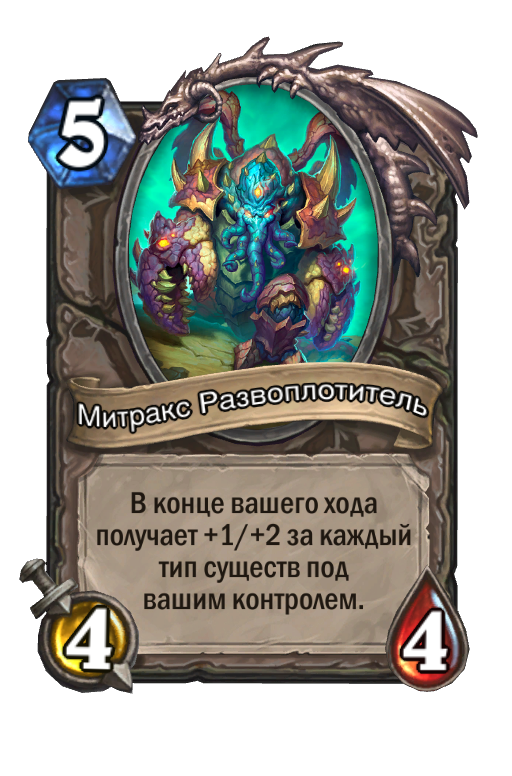 5
Митракс Развоплотитель
В конце вашего хода
получает +1/+2 за каждый
тип существ под
вашим контролем.
4
4